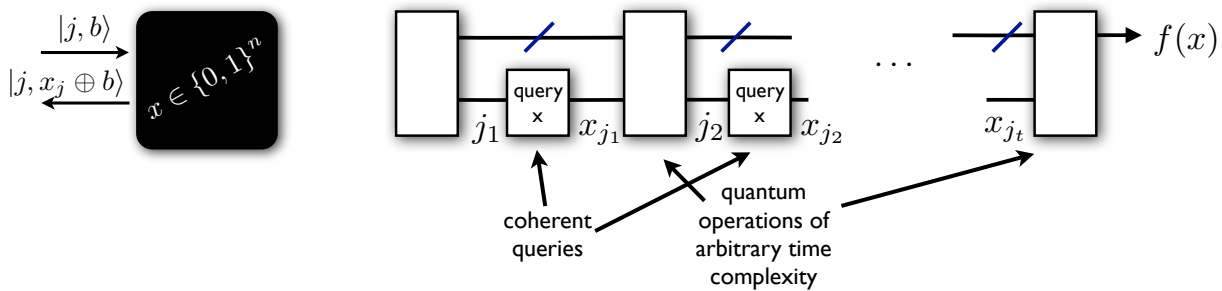 |j, b⟩
|j, x_j ⊕ b⟩
x ∈ {0, 1}^n
query
x
query
x
. . .
f(x)
j_1
x_{j_1}
j_2
x_{j_2}
x_{j_t}
coherent
queries
quantum
operations of
arbitrary time
complexity